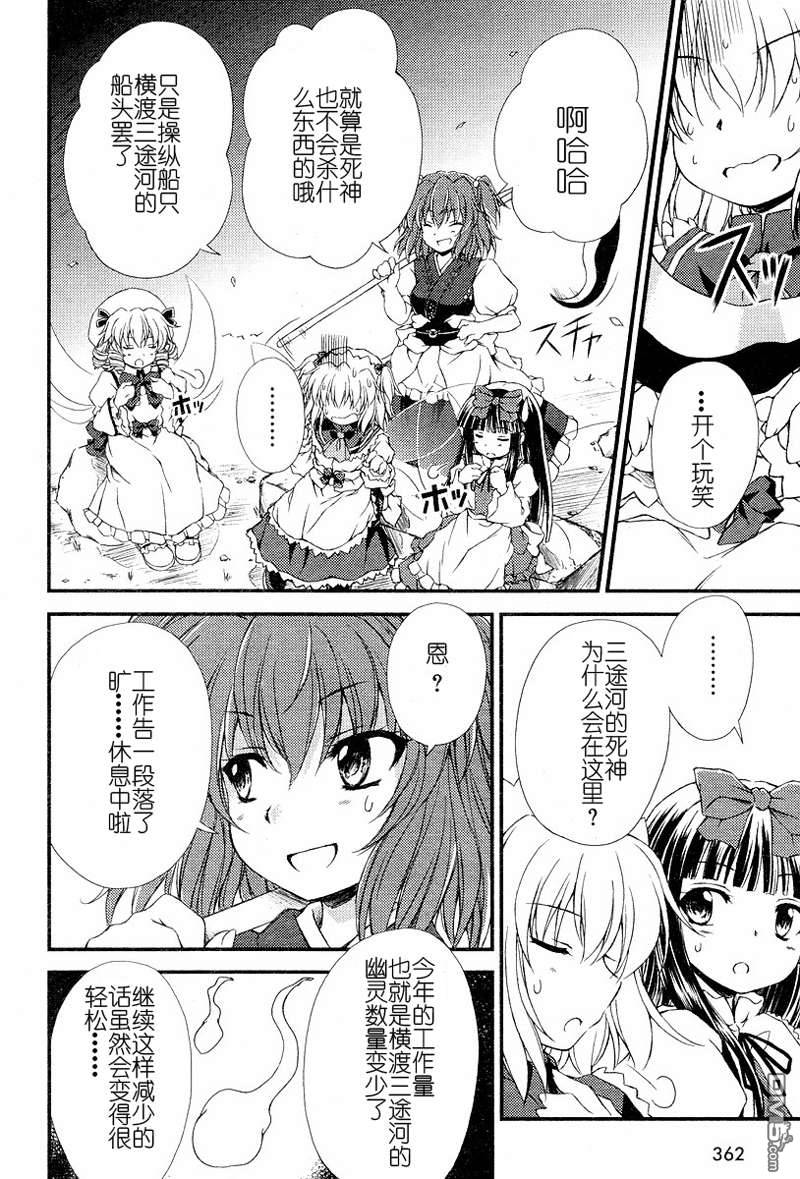 ズスッ
…开个玩笑
啊哈哈
就算是死神
也不会杀什
么东西的哦
只是操纵船只
横渡三途河的
船头罢了
スチャ
……
ホッ
ホッ
……
三途河的死神
为什么会在这里？
恩？
工作告一段落了
旷……休息中啦
今年的工作量
也就是横渡三途河的
幽灵数量变少了
继续这样减少的
话虽然会变得很
轻松……
362
DM5.com